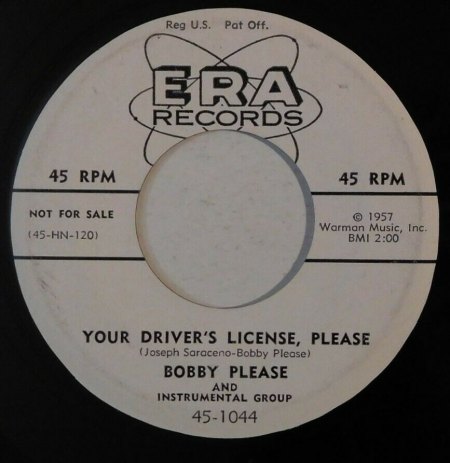 Reg U.S. Pat Off.
ERA
RECORDS
45 RPM
45 RPM
NOT FOR SALE
(45-HN-120)
© 1957
Warman Music, Inc.
BMI 2:00
YOUR DRIVER'S LICENSE, PLEASE
(Joseph Saraceno-Bobby Please)
BOBBY PLEASE
AND
INSTRUMENTAL GROUP
45-1044